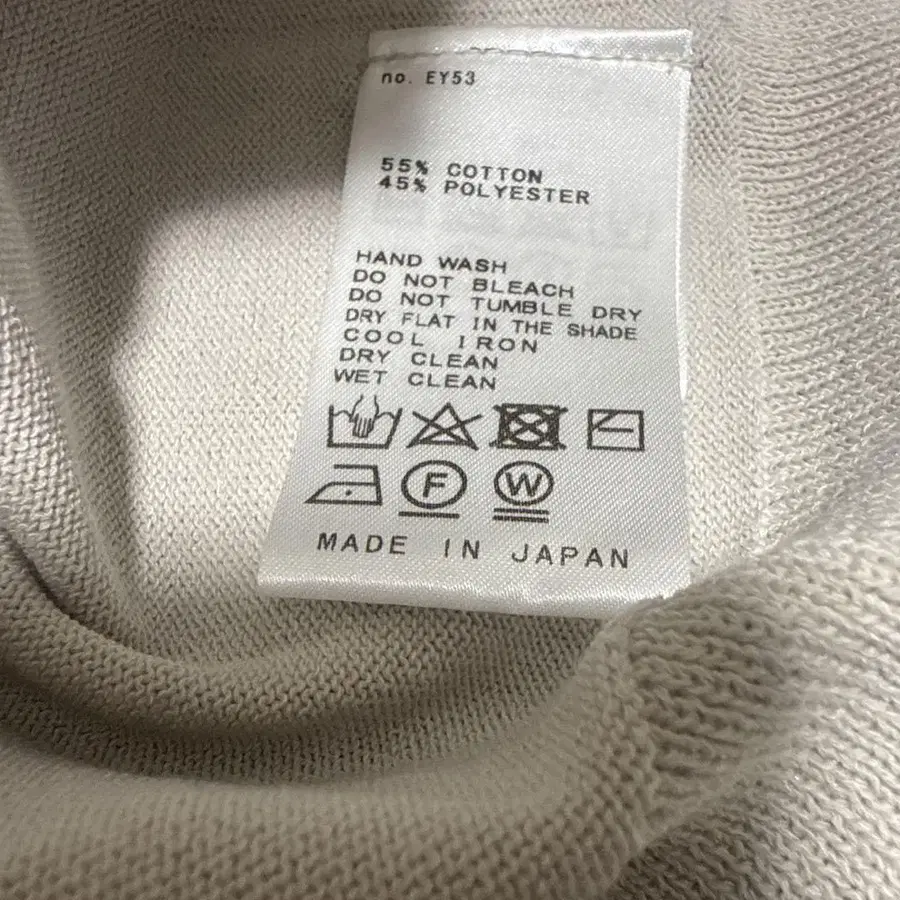 no. EY53
55% COTTON
45% POLYESTER
HAND WASH
DO NOT BLEACH
DO NOT TUMBLE DRY
DRY FLAT IN THE SHADE
COOL IRON
DRY CLEAN
WET CLEAN
F W
MADE IN JAPAN